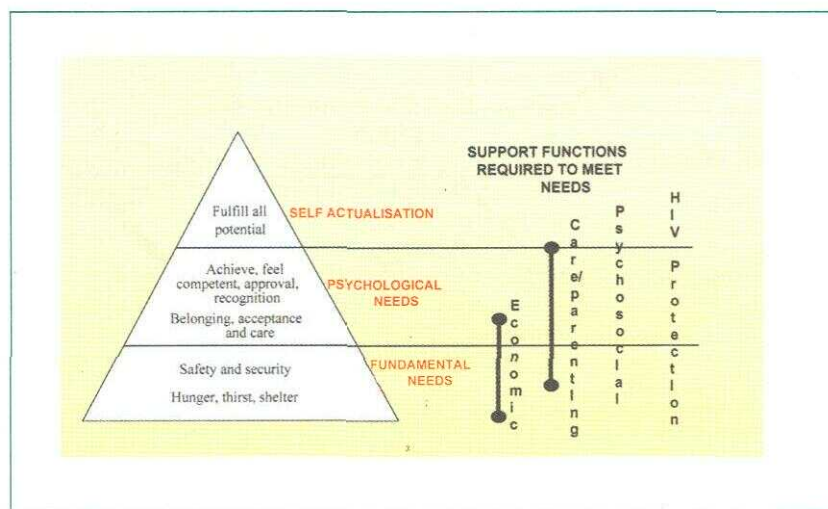 SUPPORT FUNCTIONS
REQUIRED TO MEET
NEEDS
Fulfill all
potential
SELF ACTUALISATION
Achieve, feel
competent, approval,
recognition
Belonging, acceptance
and care
PSYCHOLOGICAL
NEEDS
Safety and security
Hunger, thirst, shelter
FUNDAMENTAL
NEEDS
Economic
Care/parenting
Psychosocial
HIV Protection